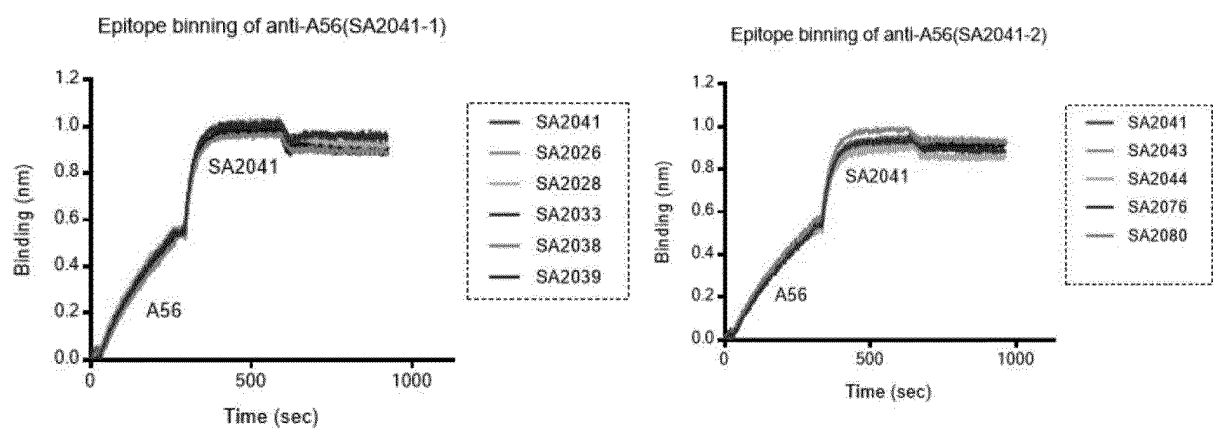 Epitope binning of anti-A56(SA2041-1)
Binding (nm)
1.2
1.0
0.8
0.6
0.4
0.2
0.0
SA2041
A56
0
500
1000
Time (sec)
SA2041
SA2026
SA2028
SA2033
SA2038
SA2039
Epitope binning of anti-A56(SA2041-2)
Binding (nm)
1.2
1.0
0.8
0.6
0.4
0.2
0.0
SA2041
A56
0
500
1000
Time (sec)
SA2041
SA2043
SA2044
SA2076
SA2080